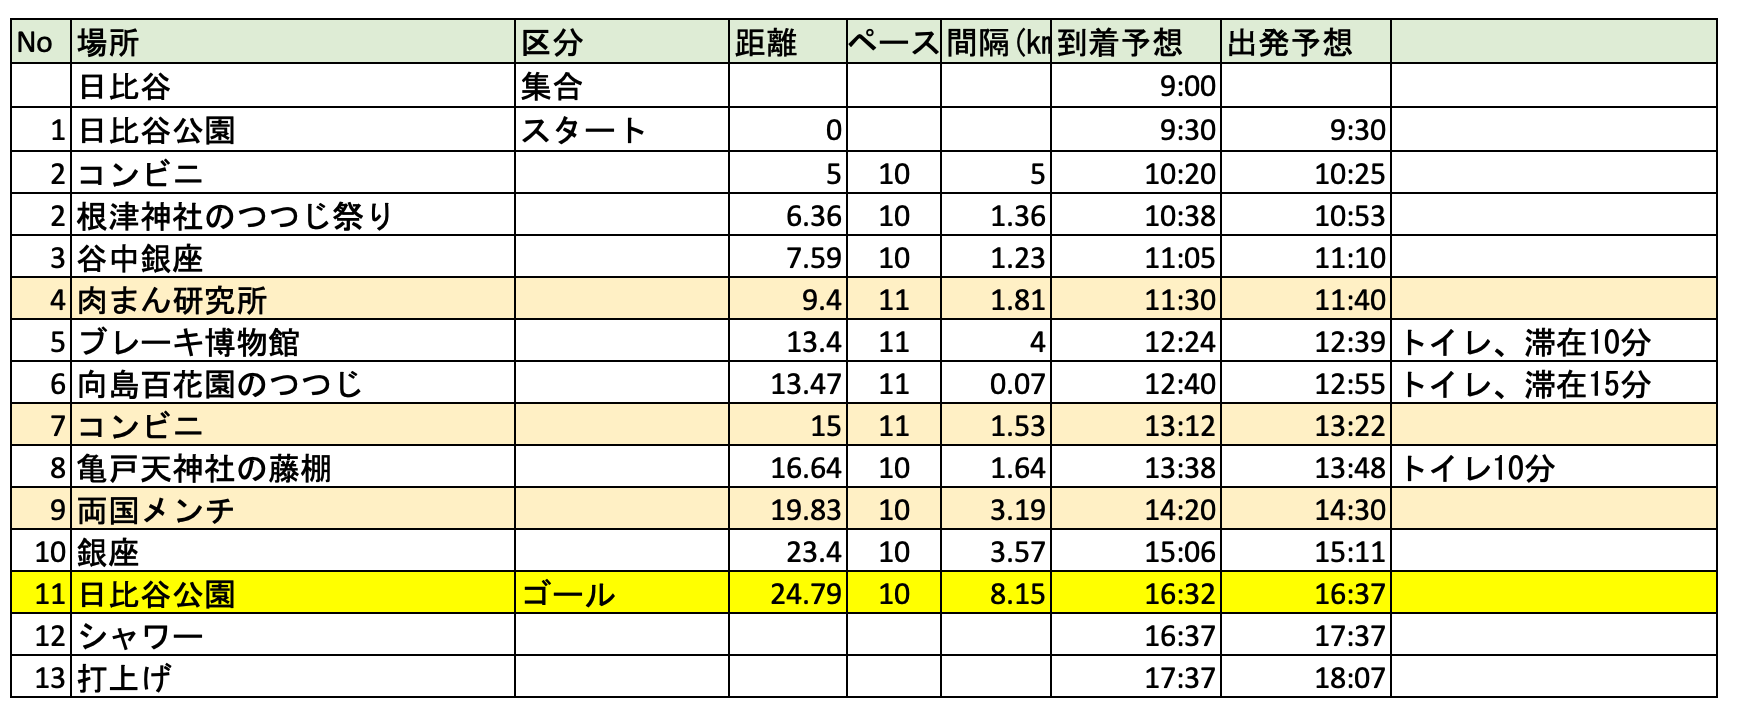 No 場所 区分 距離 ペース 間隔(km 到着予想 出発予想
日比谷 集合 9:00
1 日比谷公園 スタート 0 9:30 9:30
2 コンビニ 5 10 5 10:20 10:25
2 根津神社のつつじ祭り 6.36 10 1.36 10:38 10:53
3 谷中銀座 7.59 10 1.23 11:05 11:10
4 肉まん研究所 9.4 11 1.81 11:30 11:40
5 ブレーキ博物館 13.4 11 4 12:24 12:39 トイレ、滞在10分
6 向島百花園のつつじ 13.47 11 0.07 12:40 12:55 トイレ、滞在15分
7 コンビニ 15 11 1.53 13:12 13:22
8 亀戸天神社の藤棚 16.64 10 1.64 13:38 13:48 トイレ10分
9 両国メンチ 19.83 10 3.19 14:20 14:30
10 銀座 23.4 10 3.57 15:06 15:11
11 日比谷公園 ゴール 24.79 10 8.15 16:32 16:37
12 シャワー 16:37 17:37
13 打上げ 17:37 18:07